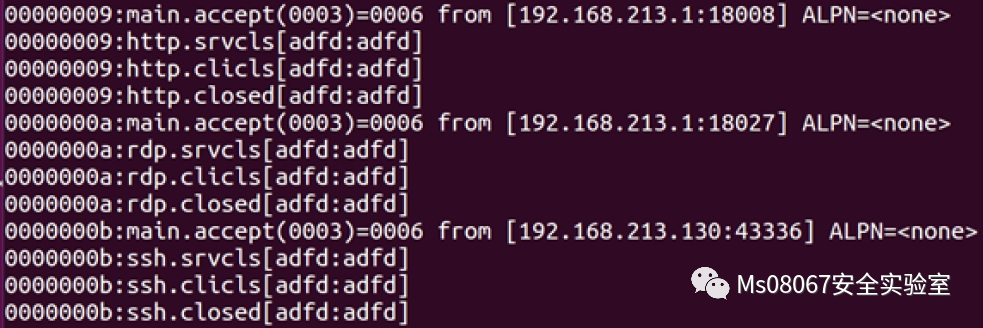 00000009:main.accept(0003)=0006 from [192.168.213.1:18008] ALPN=<none>
00000009:http.srvcls[adfd:adfd]
00000009:http.clicls[adfd:adfd]
00000009:http.closed[adfd:adfd]
0000000a:main.accept(0003)=0006 from [192.168.213.1:18027] ALPN=<none>
0000000a:rdp.srvcls[adfd:adfd]
0000000a:rdp.clicls[adfd:adfd]
0000000a:rdp.closed[adfd:adfd]
0000000b:main.accept(0003)=0006 from [192.168.213.130:43336] ALPN=<none>
0000000b:ssh.srvcls[adfd:adfd]
0000000b:ssh.clicls[adfd:adfd]
0000000b:ssh.closed[adfd:adfd]
Ms08067安全实验室